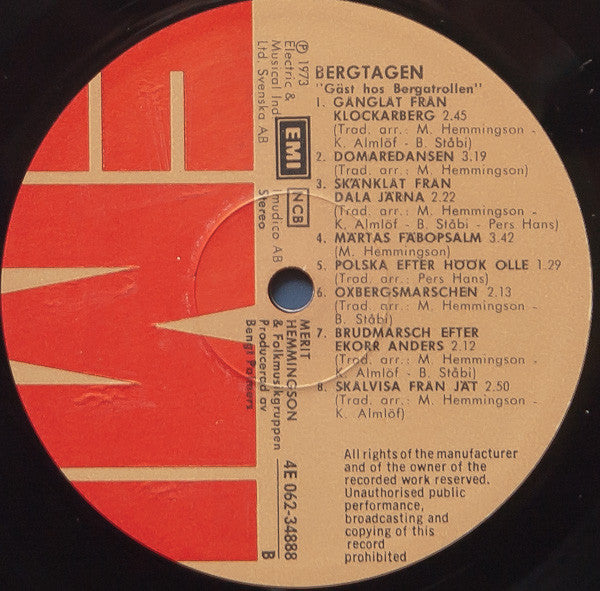 BERGTAGEN
"Gäst hos Bergatrollen"
1. GÅNGLÅT FRÅN
KLOCKARBERG 2.45
(Trad. arr.: M. Hemmingson -
K. Almlöf - B. Ståbi)
2. DOMAREDANSEN 3.19
(Trad. arr.: M. Hemmingson)
3. SKÄNKLÅT FRÅN
DALA JÄRNA 2.22
(Trad. arr.: M. Hemmingson -
K. Almlöf - B. Ståbi - Pers Hans)
4. MÄRTAS FÄBOPSALM 3.42
(M. Hemmingson)
5. POLSKA EFTER HÖÖK OLLE 1.29
(Trad. arr.: Pers Hans)
6. OXBERGSMARSCHEN 2.13
(Trad. arr.: M. Hemmingson -
B. Ståbi)
7. BRUDMARSCH EFTER
EKORR ANDERS 2.12
(Trad. arr.: M. Hemmingson -
K. Almlöf - B. Ståbi)
8. SKÅLVISA FRÅN JÄT 2.50
(Trad. arr.: M. Hemmingson -
K. Almlöf)
All rights of the manufacturer
and of the owner of the
recorded work reserved.
Unauthorised public
performance,
broadcasting and
copying of this
record
prohibited
Ⓟ 1973
Electric &
Musical Ind
Ltd. Svenska AB
EMI
NCB
Imudico AB
Stereo
MERIT
HEMMINGSON
& Folkmusikgruppen
Producerad av
Bengt Palmers
4E 062-34888
B
EMI